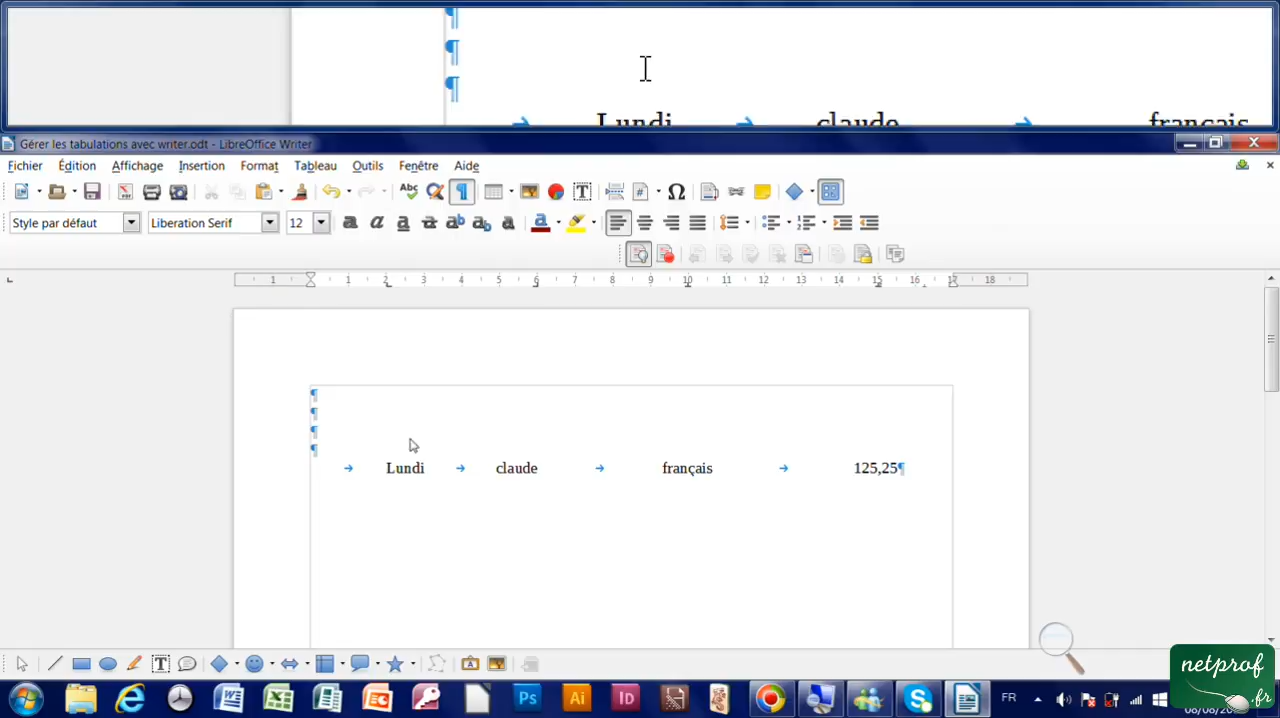 ¶
¶
¶
→ Lundi → claude → français
Gérer les tabulations avec writer.odt - LibreOffice Writer
Fichier Édition Affichage Insertion Format Tableau Outils Fenêtre Aide
Style par défaut Liberation Serif 12
1 1 2 3 4 5 6 7 8 9 10 11 12 13 14 15 16 17 18
¶
¶
¶
¶
→ Lundi → claude → français → 125,25¶
netprof
.fr
FR